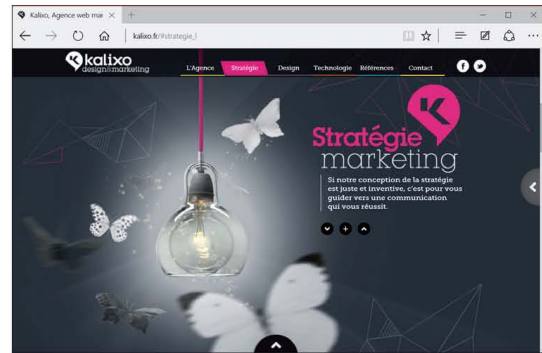 Kalixo, Agence web mar
kalixo.fr/#strategie_l
kalixo
design&marketing
L'Agence Stratégie Design Technologie Références Contact
Stratégie
marketing
Si notre conception de la stratégie
est juste et inventive, c'est pour vous
guider vers une communication
qui vous réussit.